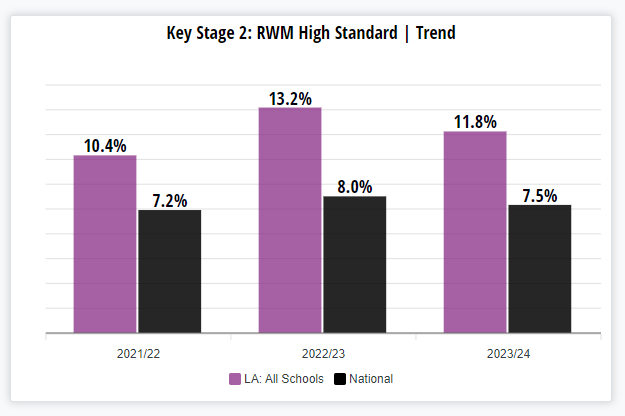 Key Stage 2: RWM High Standard | Trend
13.2%
11.8%
10.4%
8.0%
7.5%
7.2%
2021/22 2022/23 2023/24
LA: All Schools National